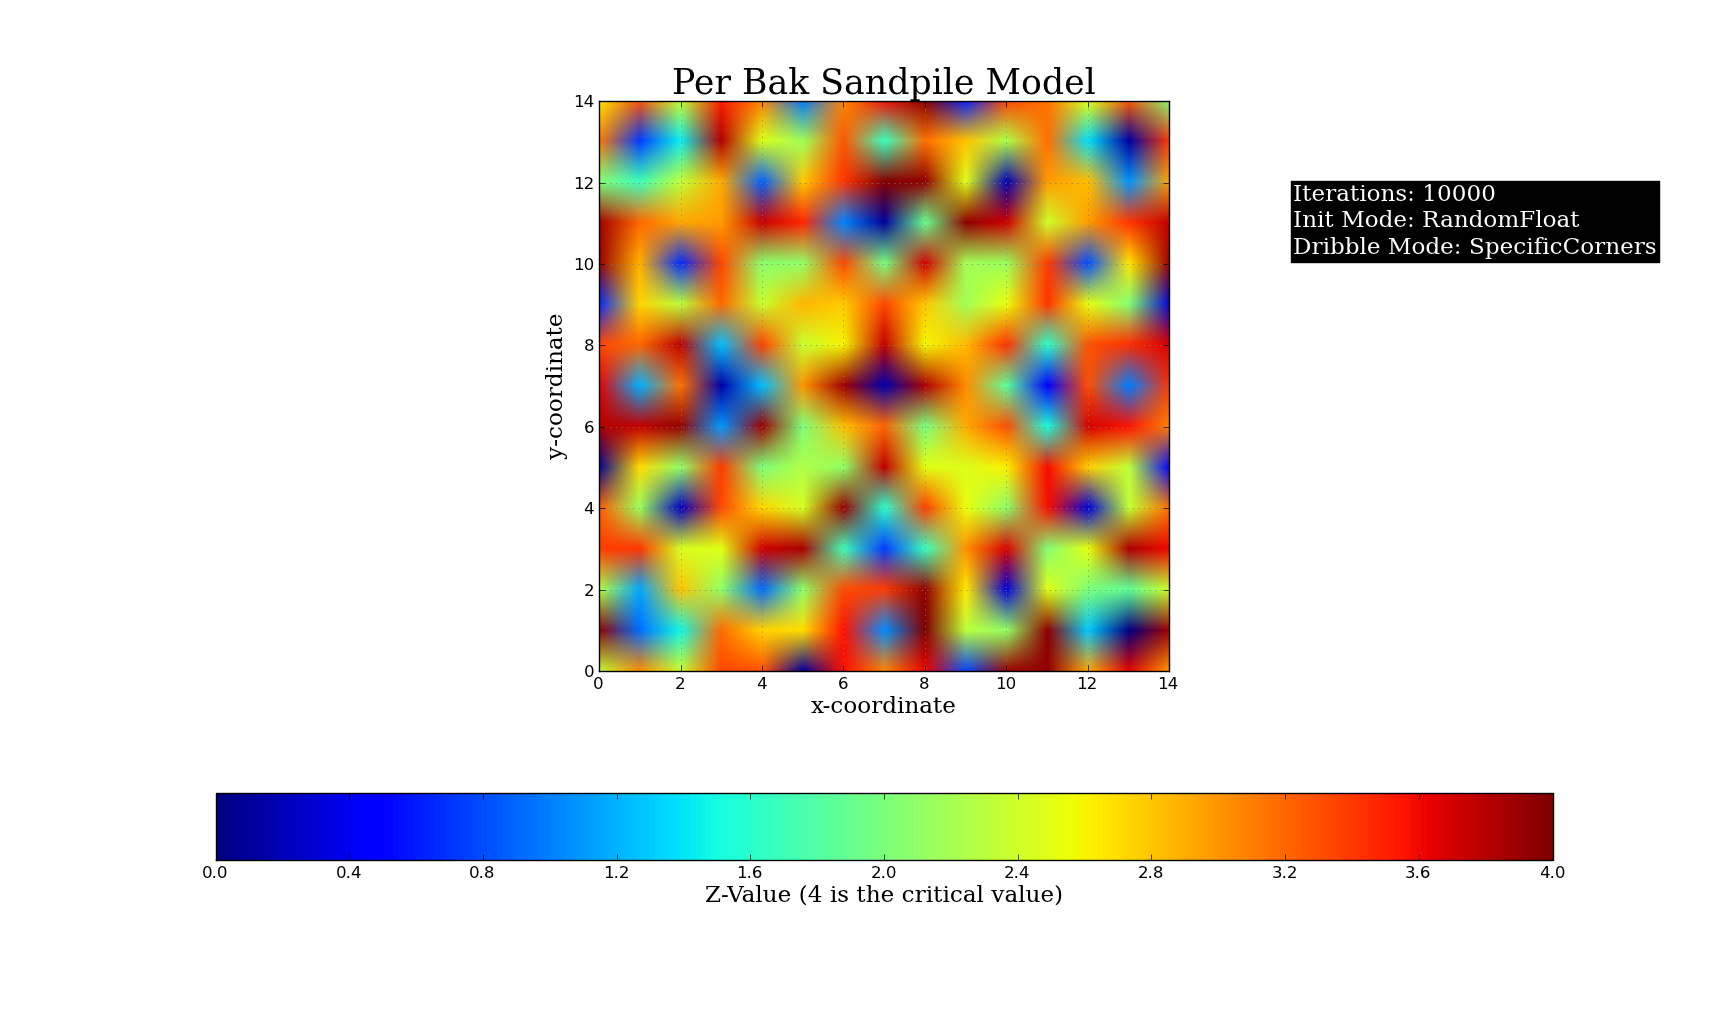 Per Bak Sandpile Model
14
12
10
8
6
4
2
0
y-coordinate
0 2 4 6 8 10 12 14
x-coordinate
Iterations: 10000
Init Mode: RandomFloat
Dribble Mode: SpecificCorners
0.0 0.4 0.8 1.2 1.6 2.0 2.4 2.8 3.2 3.6 4.0
Z-Value (4 is the critical value)